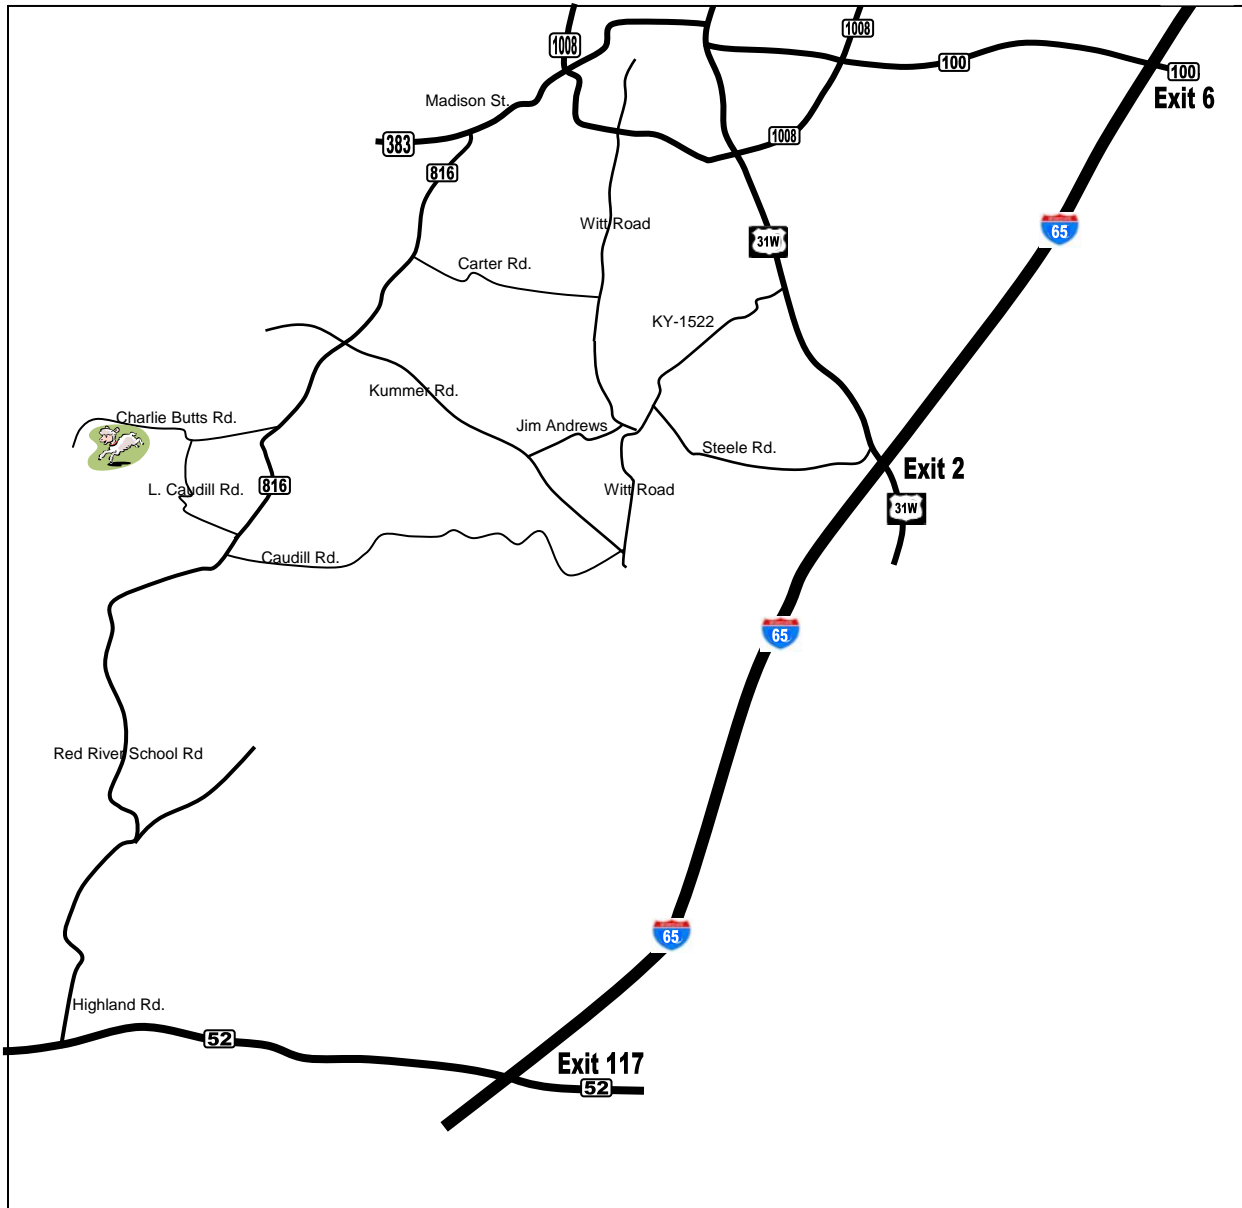 1008
1008
100
100
Exit 6
Madison St.
383
1008
816
Witt Road
31W
65
Carter Rd.
KY-1522
Kummer Rd.
Charlie Butts Rd.
Jim Andrews
Steele Rd.
Exit 2
L. Caudill Rd.
816
Witt Road
31W
Caudill Rd.
65
Red River School Rd
65
Highland Rd.
52
Exit 117
52